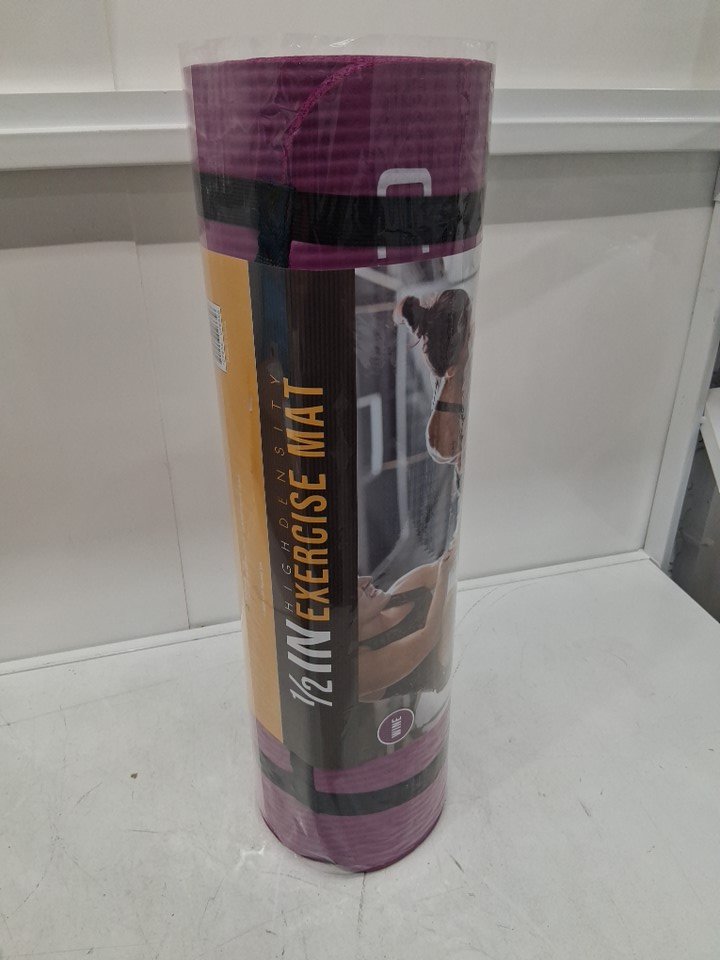 HIGH DENSITY
½ IN EXERCISE MAT
WINE